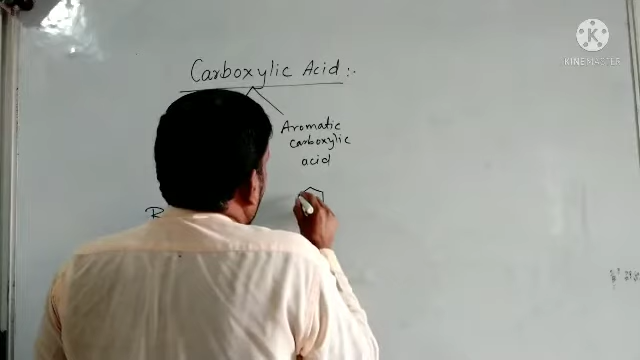 KINEMASTER
Carboxylic Acid :-
Aromatic
carboxylic
acid
R